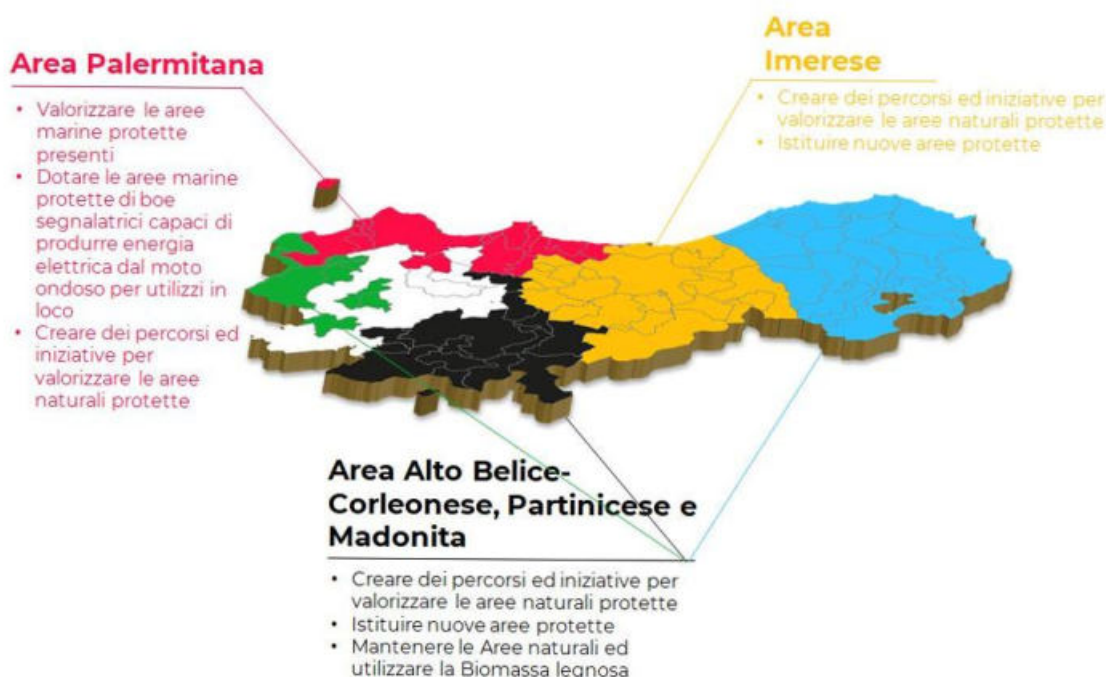 Area Palermitana
• Valorizzare le aree
marine protette
presenti
• Dotare le aree marine
protette di boe
segnalatrici capaci di
produrre energia
elettrica dal moto
ondoso per utilizzi in
loco
• Creare dei percorsi ed
iniziative per
valorizzare le aree
naturali protette
Area
Imerese
• Creare dei percorsi ed iniziative per
valorizzare le aree naturali protette
• Istituire nuove aree protette
Area Alto Belice-
Corleonese, Partinicese e
Madonita
• Creare dei percorsi ed iniziative per
valorizzare le aree naturali protette
• Istituire nuove aree protette
• Mantenere le Aree naturali ed
utilizzare la Biomassa legnosa